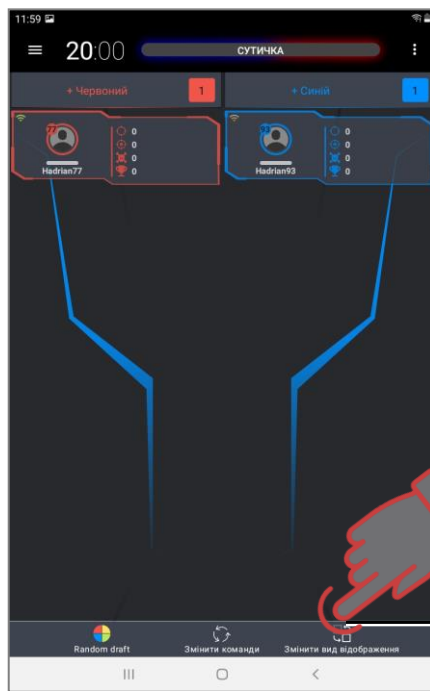 11:59
20:00
СУТИЧКА
+ Червоний
1
+ Синій
1
77
Hadrian77
0
0
0
0
Hadrian93
0
0
0
0
Random draft
Змінити команди
Змінити вид відображення